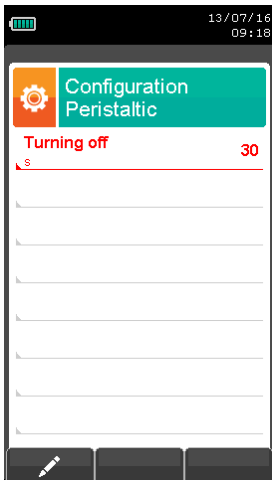 13/07/16
09:18
Configuration
Peristaltic
Turning off 30
s